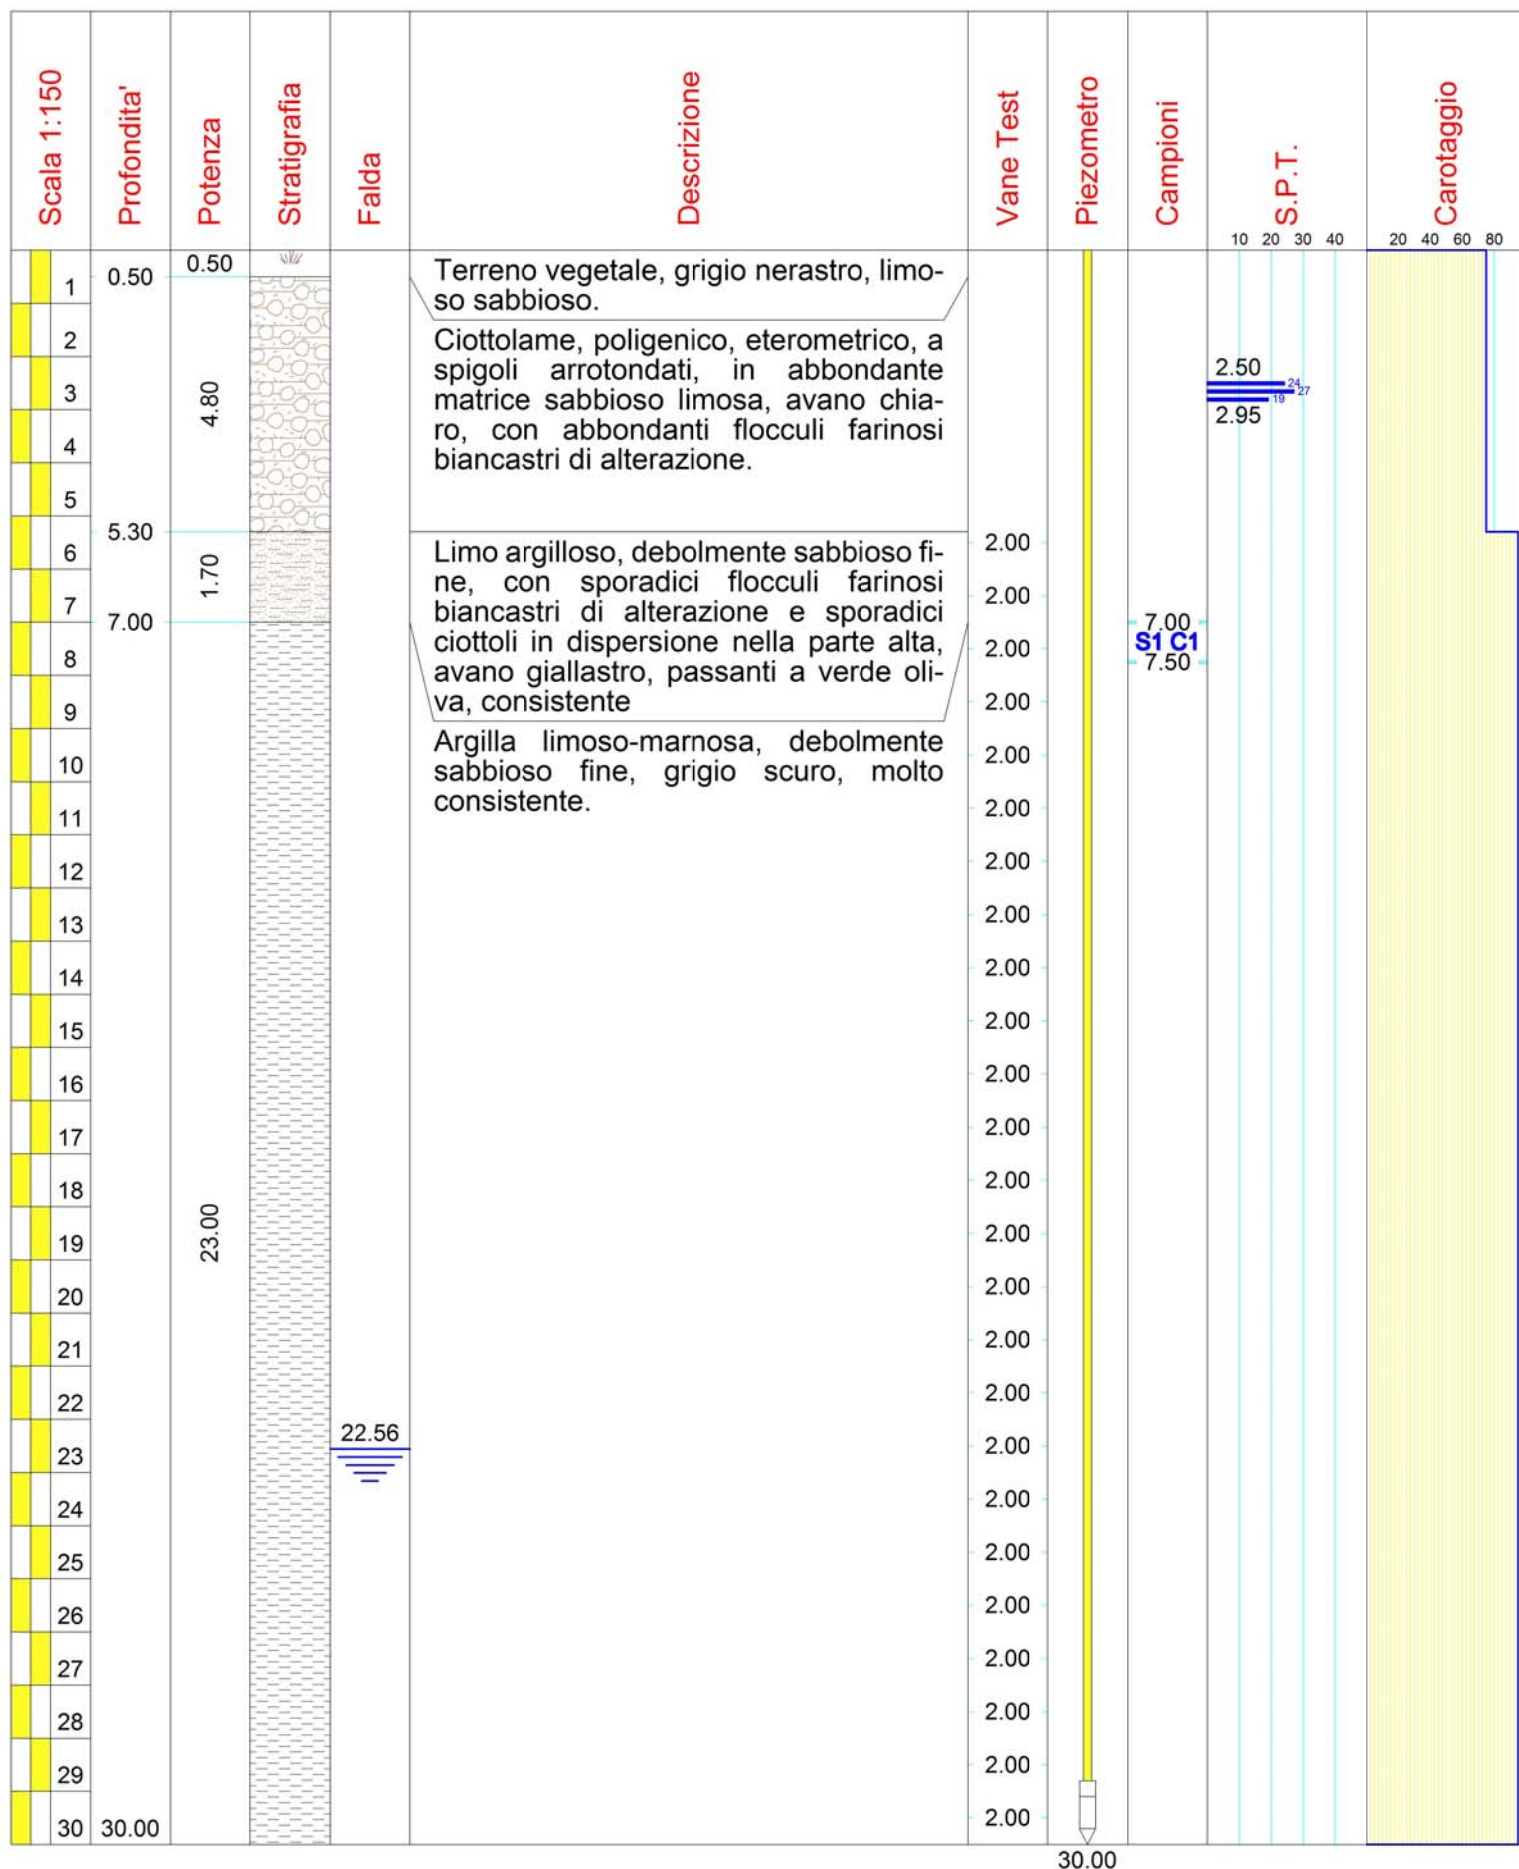 Scala 1:150
Profondita'
Potenza
Stratigrafia
Falda
Descrizione
Vane Test
Piezometro
Campioni
S.P.T.
Carotaggio
10 20 30 40
20 40 60 80
0.50
Terreno vegetale, grigio nerastro, limo-
1
0.50
so sabbioso.
2
Ciottolame, poligenico, eterometrico, a
spigoli arrotondati, in abbondante
2.50
24
3
4.80
matrice sabbioso limosa, avano chia-
27
19
2.95
4
ro, con abbondanti flocculi farinosi
biancastri di alterazione.
5
5.30
2.00
6
1.70
Limo argilloso, debolmente sabbioso fi-
ne, con sporadici flocculi farinosi
2.00
7
biancastri di alterazione e sporadici
7.00
7.00
8
ciottoli in dispersione nella parte alta,
2.00
S1 C1
7.50
avano giallastro, passanti a verde oli-
9
va, consistente
2.00
10
Argilla limoso-marnosa, debolmente
2.00
sabbioso fine, grigio scuro, molto
consistente.
11
2.00
12
2.00
13
2.00
14
2.00
15
2.00
16
2.00
17
2.00
18
2.00
19
23.00
2.00
20
2.00
21
2.00
22
2.00
22.56
23
2.00
24
2.00
25
2.00
26
2.00
27
2.00
28
2.00
29
2.00
30
30.00
2.00
30.00